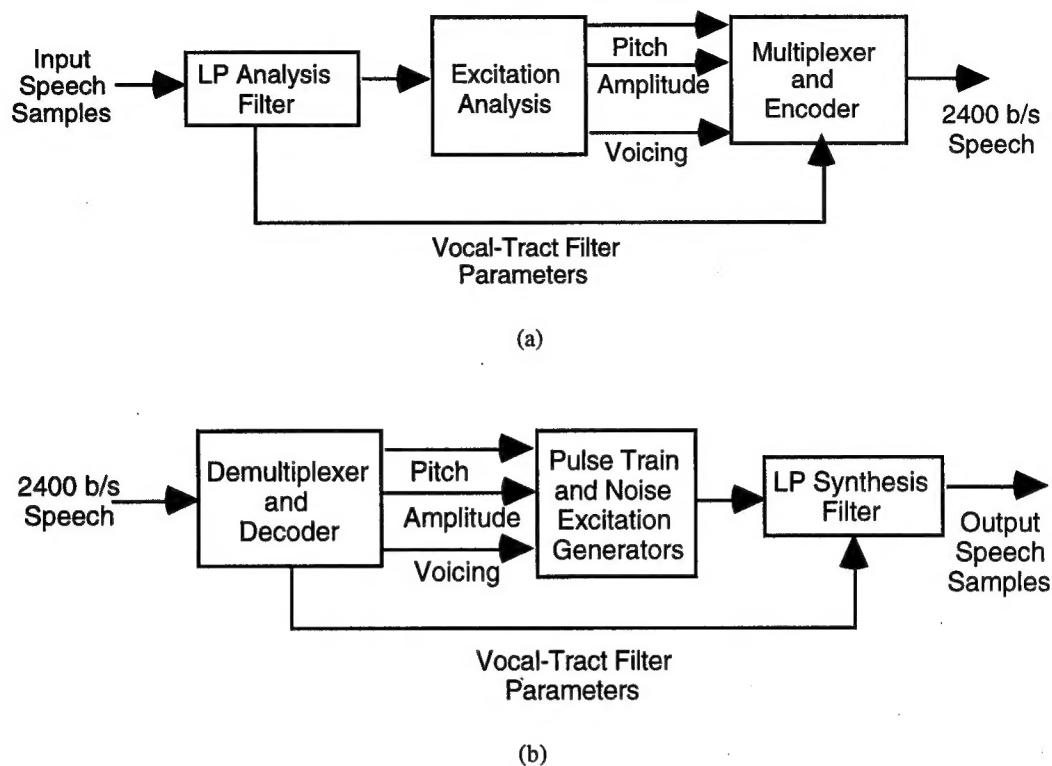 Input
Speech
Samples
LP Analysis
Filter
Excitation
Analysis
Pitch
Amplitude
Voicing
Multiplexer
and
Encoder
2400 b/s
Speech
Vocal-Tract Filter
Parameters
(a)
2400 b/s
Speech
Demultiplexer
and
Decoder
Pitch
Amplitude
Voicing
Pulse Train
and Noise
Excitation
Generators
LP Synthesis
Filter
Output
Speech
Samples
Vocal-Tract Filter
Parameters
(b)